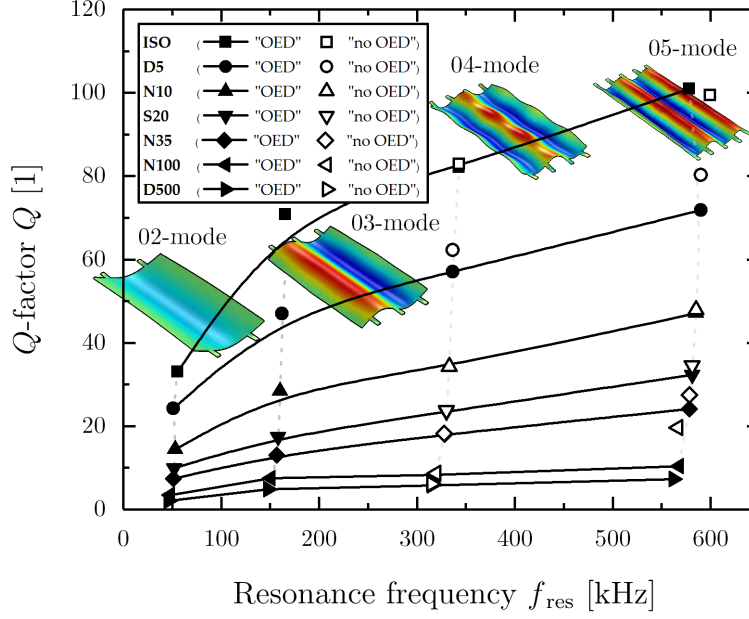 120
100
80
60
40
20
0
Q-factor Q [1]
ISO ( "OED" "no OED")
D5 ( "OED" "no OED")
N10 ( "OED" "no OED")
S20 ( "OED" "no OED")
N35 ( "OED" "no OED")
N100 ( "OED" "no OED")
D500 ( "OED" "no OED")
02-mode
03-mode
04-mode
05-mode
0 100 200 300 400 500 600
Resonance frequency fres [kHz]